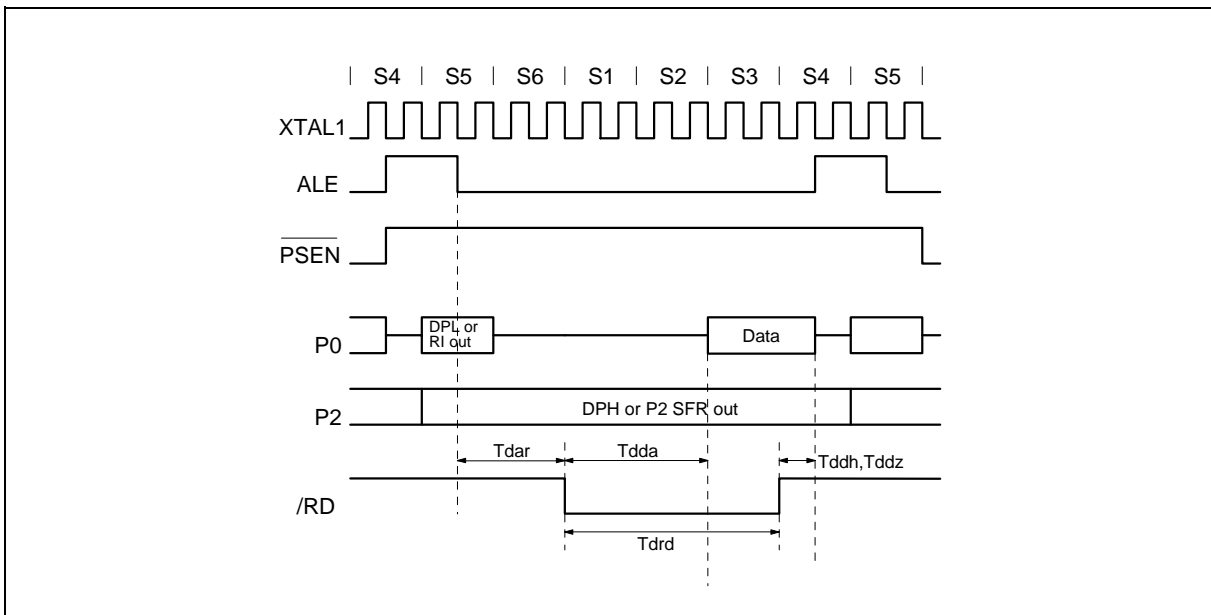 | S4 | S5 | S6 | S1 | S2 | S3 | S4 | S5 |
XTAL1
ALE
PSEN
DPL or
RI out
Data
P0
DPH or P2 SFR out
P2
Tdar
Tdda
Tddh,Tddz
/RD
Tdrd